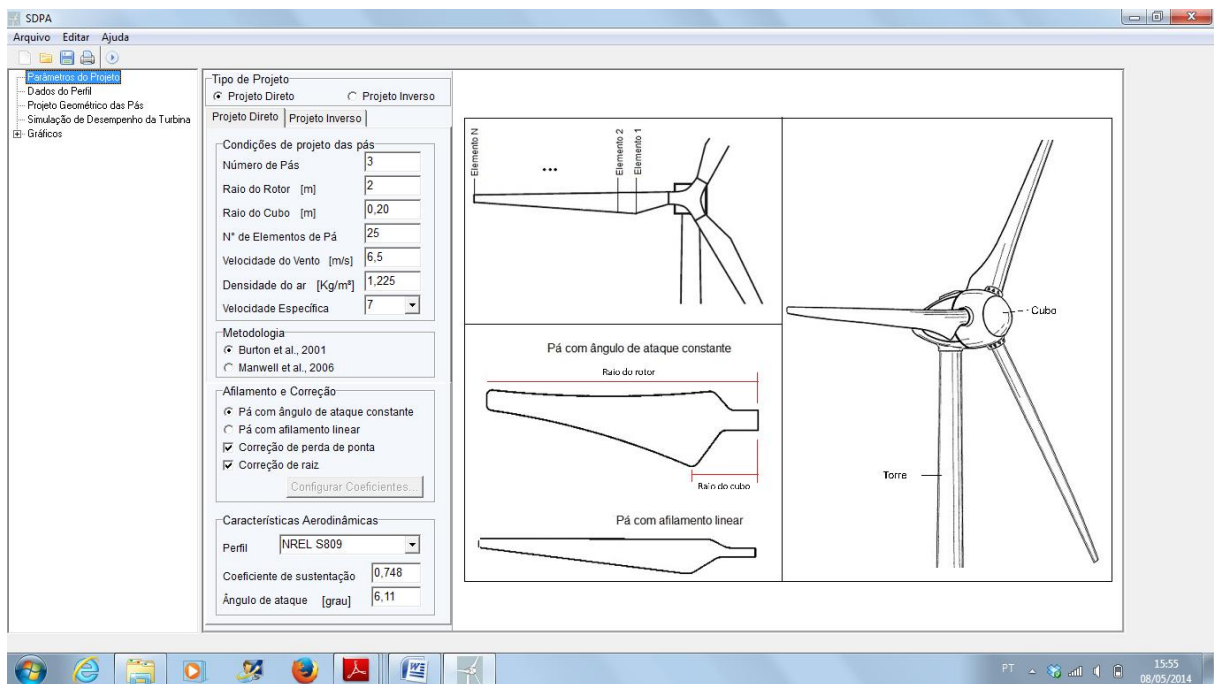 SDPA
Arquivo Editar Ajuda
Parâmetros do Projeto
Dados do Perfil
Projeto Geométrico das Pás
Simulação de Desempenho da Turbina
Gráficos
Tipo de Projeto
Projeto Direto Projeto Inverso
Projeto Direto Projeto Inverso
Condições de projeto das pás
Número de Pás 3
Raio do Rotor [m] 2
Raio do Cubo [m] 0,20
N° de Elementos de Pá 25
Velocidade do Vento [m/s] 6,5
Densidade do ar [Kg/m³] 1,225
Velocidade Específica 7
Metodologia
Burton et al., 2001
Manwell et al., 2006
Afilamento e Correção
Pá com ângulo de ataque constante
Pá com afilamento linear
Correção de perda de ponta
Correção de raiz
Configurar Coeficientes...
Características Aerodinâmicas
Perfil NREL S809
Coeficiente de sustentação 0,748
Ângulo de ataque [grau] 6,11
Elemento N
...
Elemento 2
Elemento 1
Pá com ângulo de ataque constante
Raio do rotor
Raio do cubo
Pá com afilamento linear
Cubo
Torre
PT
15:55
08/05/2014